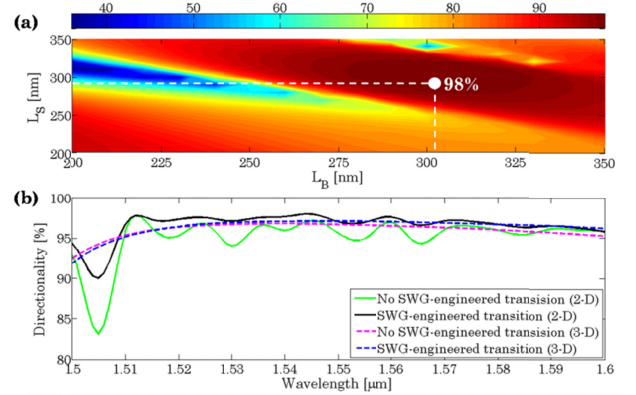 (a)
40 50 60 70 80 90
L_S [nm]
350
300
250
200
98%
200 225 250 275 300 325 350
L_B [nm]
(b)
Directionality [%]
100
95
90
85
80
No SWG-engineered transision (2-D)
SWG-engineered transition (2-D)
No SWG-engineered transision (3-D)
SWG-engineered transition (3-D)
1.5 1.51 1.52 1.53 1.54 1.55 1.56 1.57 1.58 1.59 1.6
Wavelength [μm]